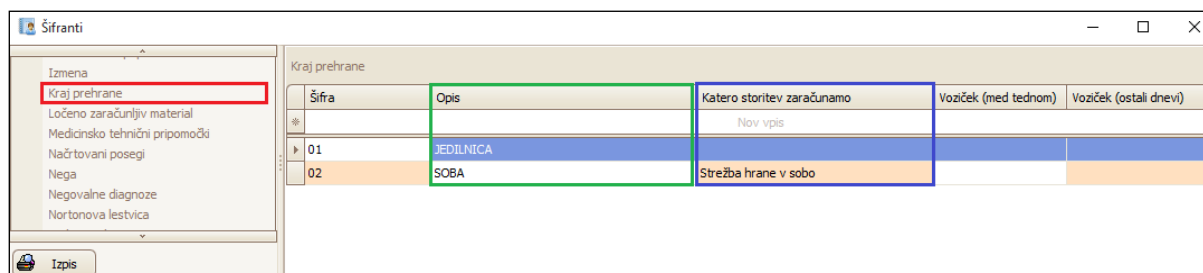 Šifranti
Izmena
Kraj prehrane
Ločeno zaračunljiv material
Medicinsko tehnični pripomočki
Načrtovani posegi
Nega
Negovalne diagnoze
Nortonova lestvica
Izpis
Kraj prehrane
Šifra Opis Katero storitev zaračunamo Voziček (med tednom) Voziček (ostali dnevi)
Nov vpis
01 JEDILNICA
02 SOBA Strežba hrane v sobo